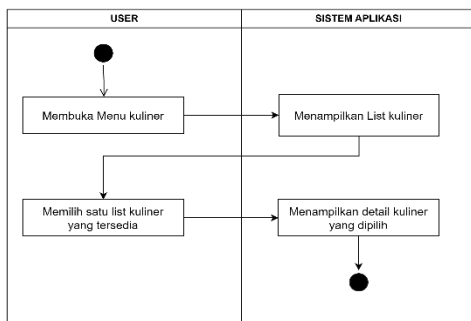 USER
SISTEM APLIKASI
Membuka Menu kuliner
Menampilkan List kuliner
Memilih satu list kuliner
yang tersedia
Menampilkan detail kuliner
yang dipilih